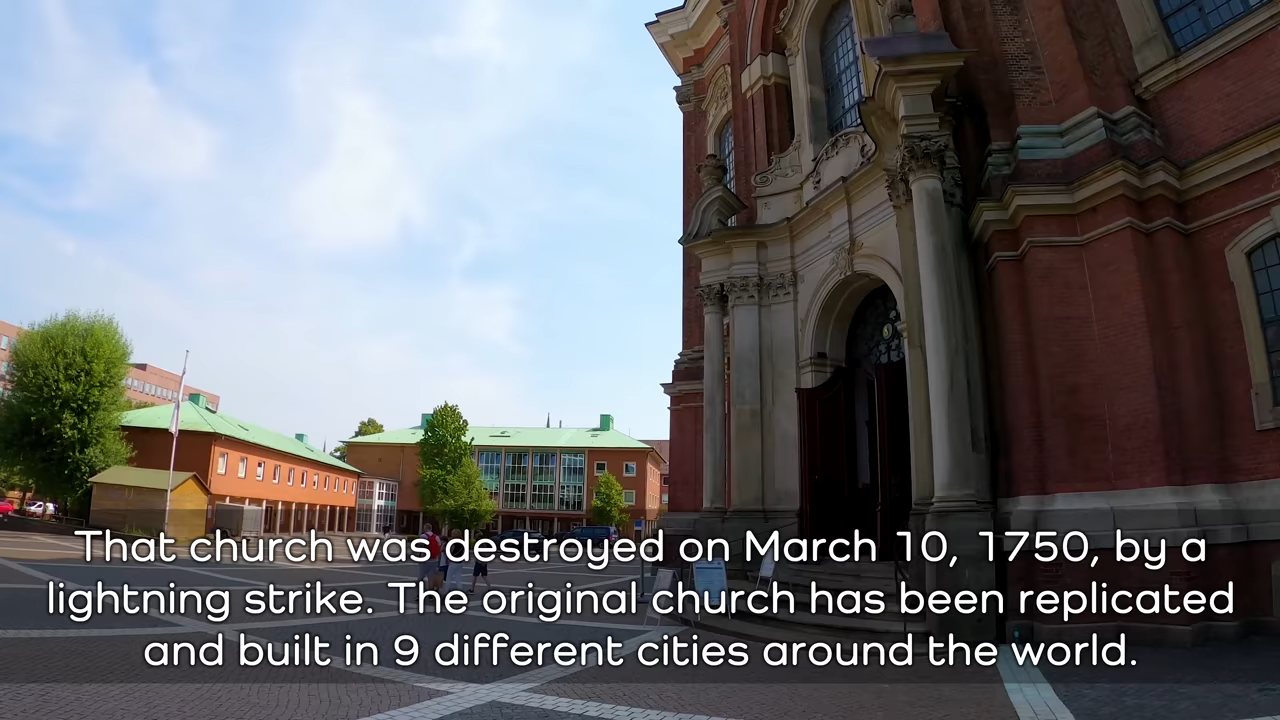 That church was destroyed on March 10, 1750, by a
lightning strike. The original church has been replicated
and built in 9 different cities around the world.